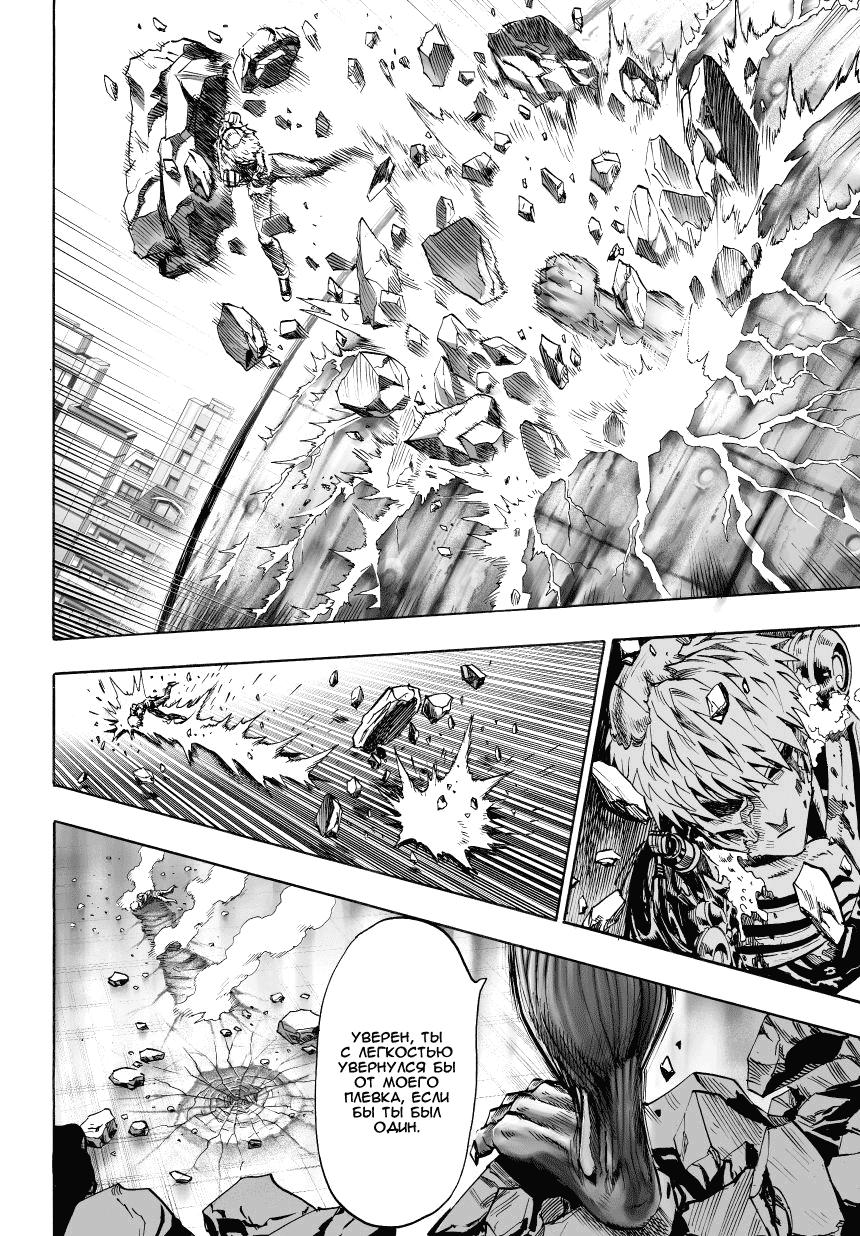 УВЕРЕН, ТЫ
С ЛЕГКОСТЬЮ
УВЕРНУЛСЯ БЫ
ОТ МОЕГО
ПЛЕВКА, ЕСЛИ
БЫ ТЫ БЫЛ
ОДИН.